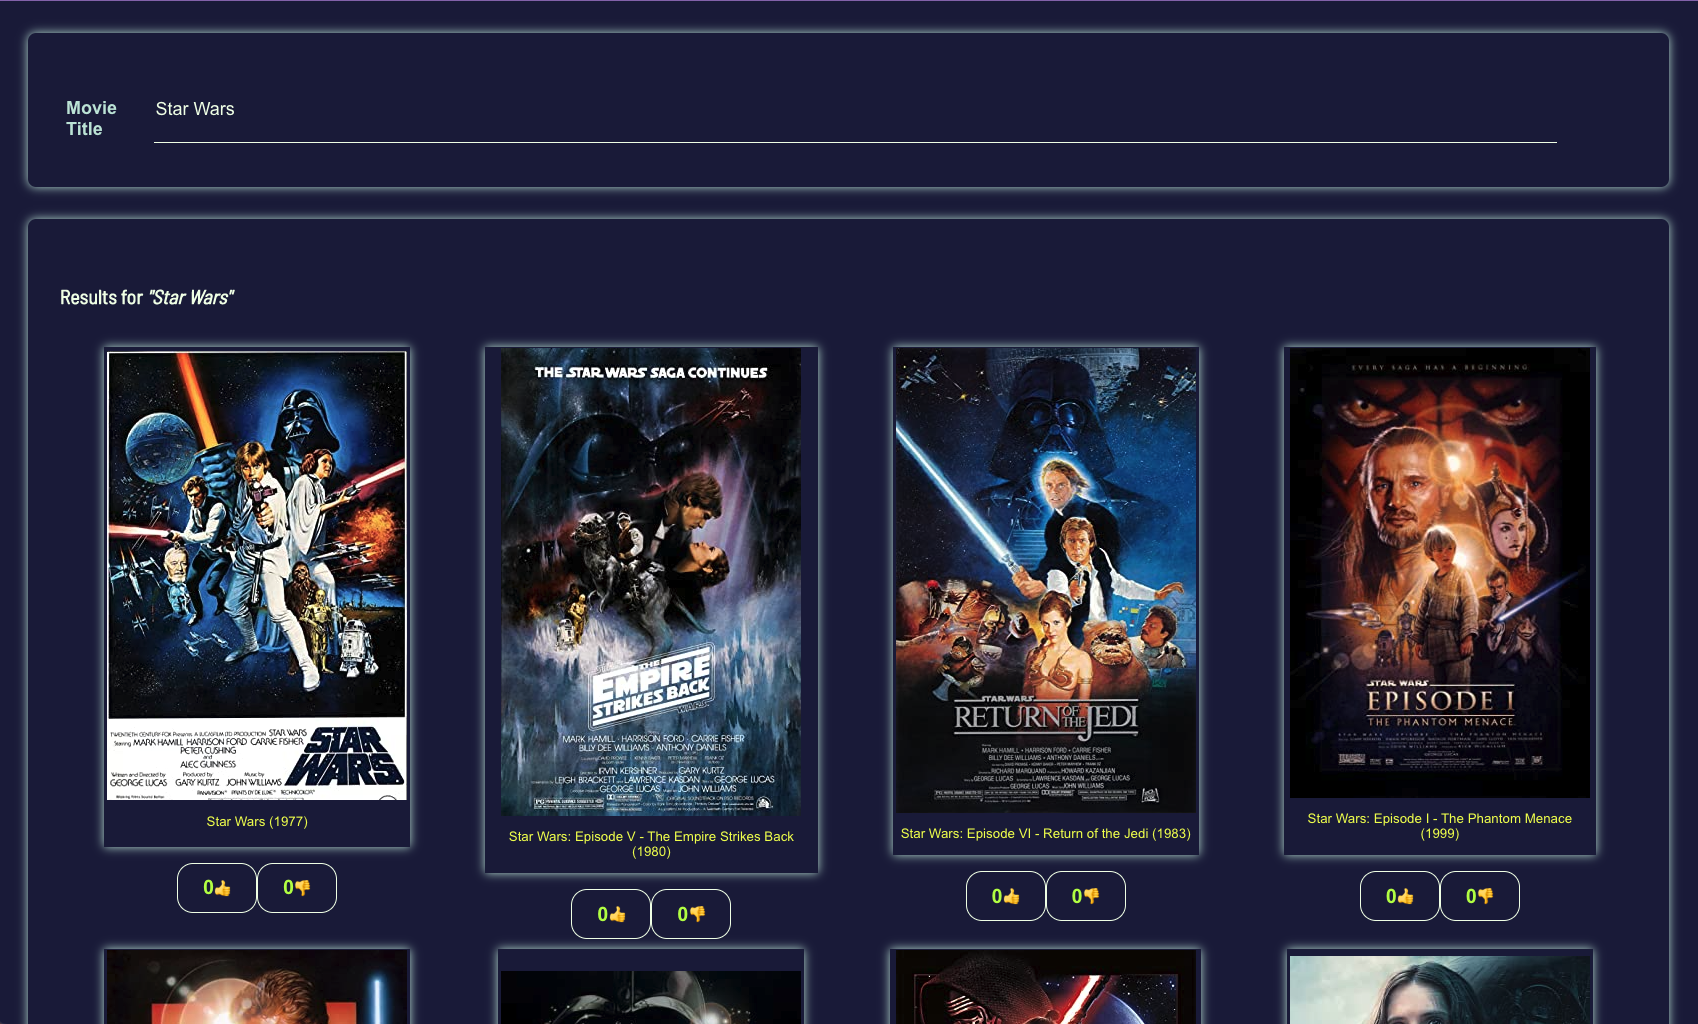 Movie
Title
Star Wars
Results for "Star Wars"
TWENTIETH CENTURY FOX Presents A LUCASFILM LTD PRODUCTION STAR WARS
Starring MARK HAMILL HARRISON FORD CARRIE FISHER
PETER CUSHING
and
ALEC GUINNESS
Written and Directed by
GEORGE LUCAS
Produced by
GARY KURTZ
Music by
JOHN WILLIAMS
PANAVISION PRINTS BY DE LUXE TECHNICOLOR
STAR
WARS
Star Wars (1977)
0👍
0👎
THE STAR WARS SAGA CONTINUES
THE
EMPIRE
STRIKES BACK
MARK HAMILL · HARRISON FORD · CARRIE FISHER
BILLY DEE WILLIAMS · ANTHONY DANIELS
IRVIN KERSHNER GARY KURTZ
LEIGH BRACKETT LAWRENCE KASDAN GEORGE LUCAS
GEORGE LUCAS JOHN WILLIAMS
Star Wars: Episode V - The Empire Strikes Back
(1980)
0👍
0👎
STAR WARS
RETURN OF THE JEDI
MARK HAMILL · HARRISON FORD · CARRIE FISHER
BILLY DEE WILLIAMS · ANTHONY DANIELS
RICHARD MARQUAND HOWARD KAZANJIAN
GEORGE LUCAS LAWRENCE KASDAN GEORGE LUCAS
GEORGE LUCAS JOHN WILLIAMS
Star Wars: Episode VI - Return of the Jedi (1983)
0👍
0👎
EVERY SAGA HAS A BEGINNING
STAR WARS
EPISODE I
THE PHANTOM MENACE
Star Wars: Episode I - The Phantom Menace
(1999)
0👍
0👎